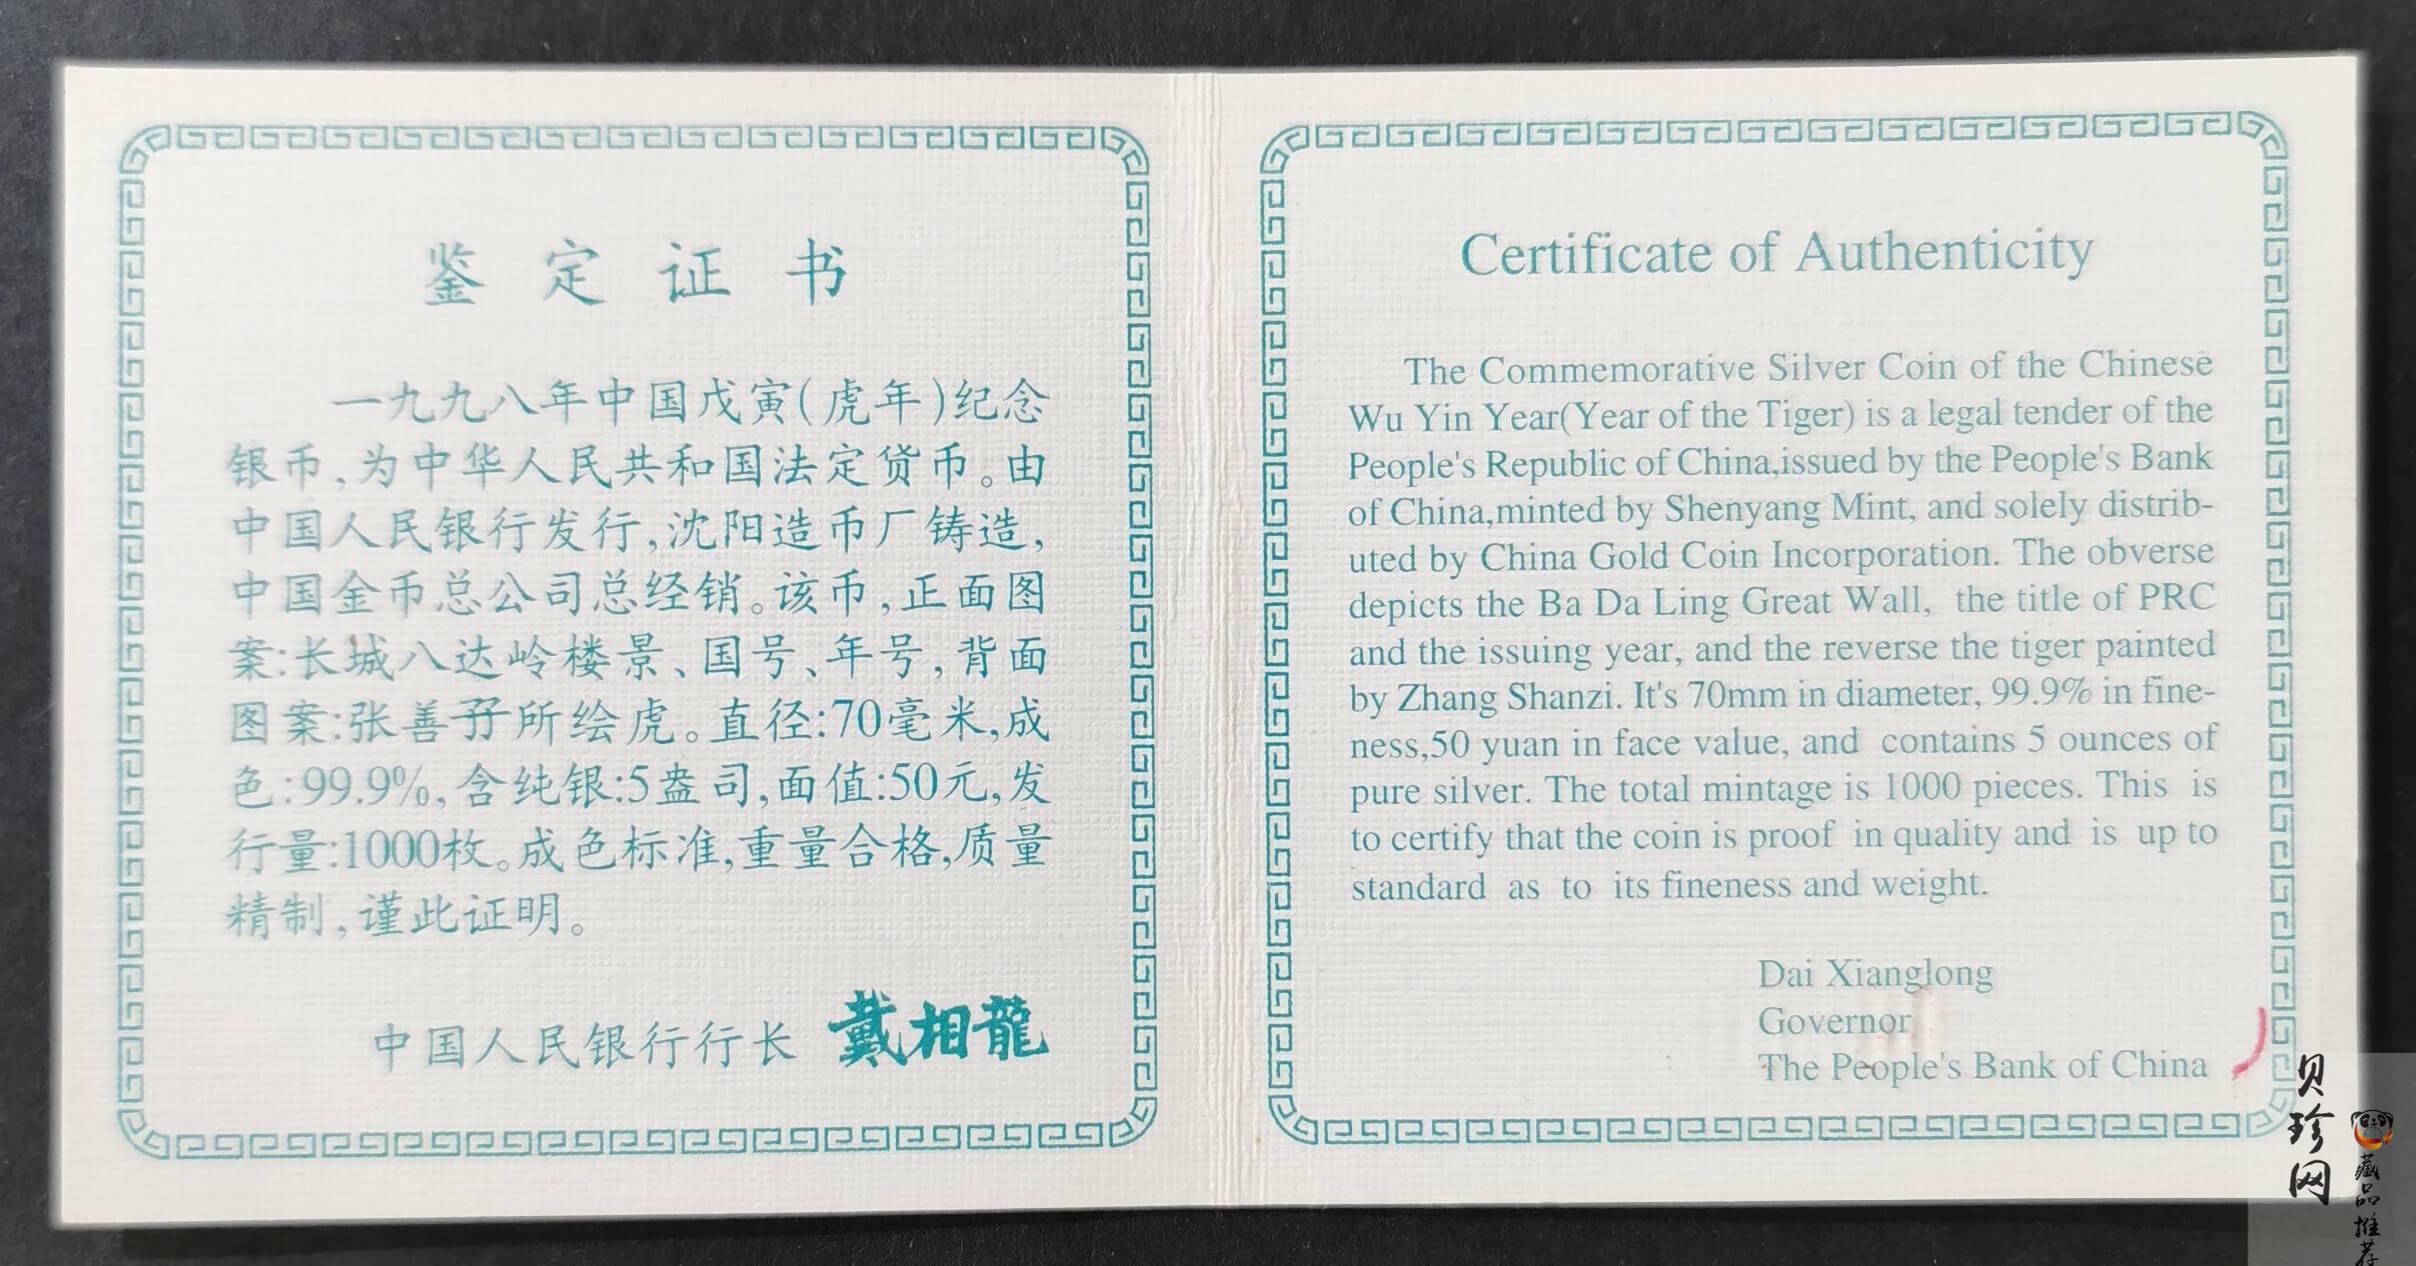 鉴定证书
一九九八年中国戊寅(虎年)纪念
银币,为中华人民共和国法定货币。由
中国人民银行发行,沈阳造币厂铸造,
中国金币总公司总经销。该币,正面图
案:长城八达岭楼景、国号、年号,背面
图案:张善孖所绘虎。直径:70毫米,成
色:99.9%,含纯银:5盎司,面值:50元,发
行量:1000枚。成色标准,重量合格,质量
精制,谨此证明。
中国人民银行行长 戴相龍
Certificate of Authenticity
The Commemorative Silver Coin of the Chinese
Wu Yin Year(Year of the Tiger) is a legal tender of the
People's Republic of China,issued by the People's Bank
of China,minted by Shenyang Mint, and solely distrib-
uted by China Gold Coin Incorporation. The obverse
depicts the Ba Da Ling Great Wall, the title of PRC
and the issuing year, and the reverse the tiger painted
by Zhang Shanzi. It's 70mm in diameter, 99.9% in fine-
ness,50 yuan in face value, and contains 5 ounces of
pure silver. The total mintage is 1000 pieces. This is
to certify that the coin is proof in quality and is up to
standard as to its fineness and weight.
Dai Xianglong
Governor
The People's Bank of China
贝珍网
藏品推荐